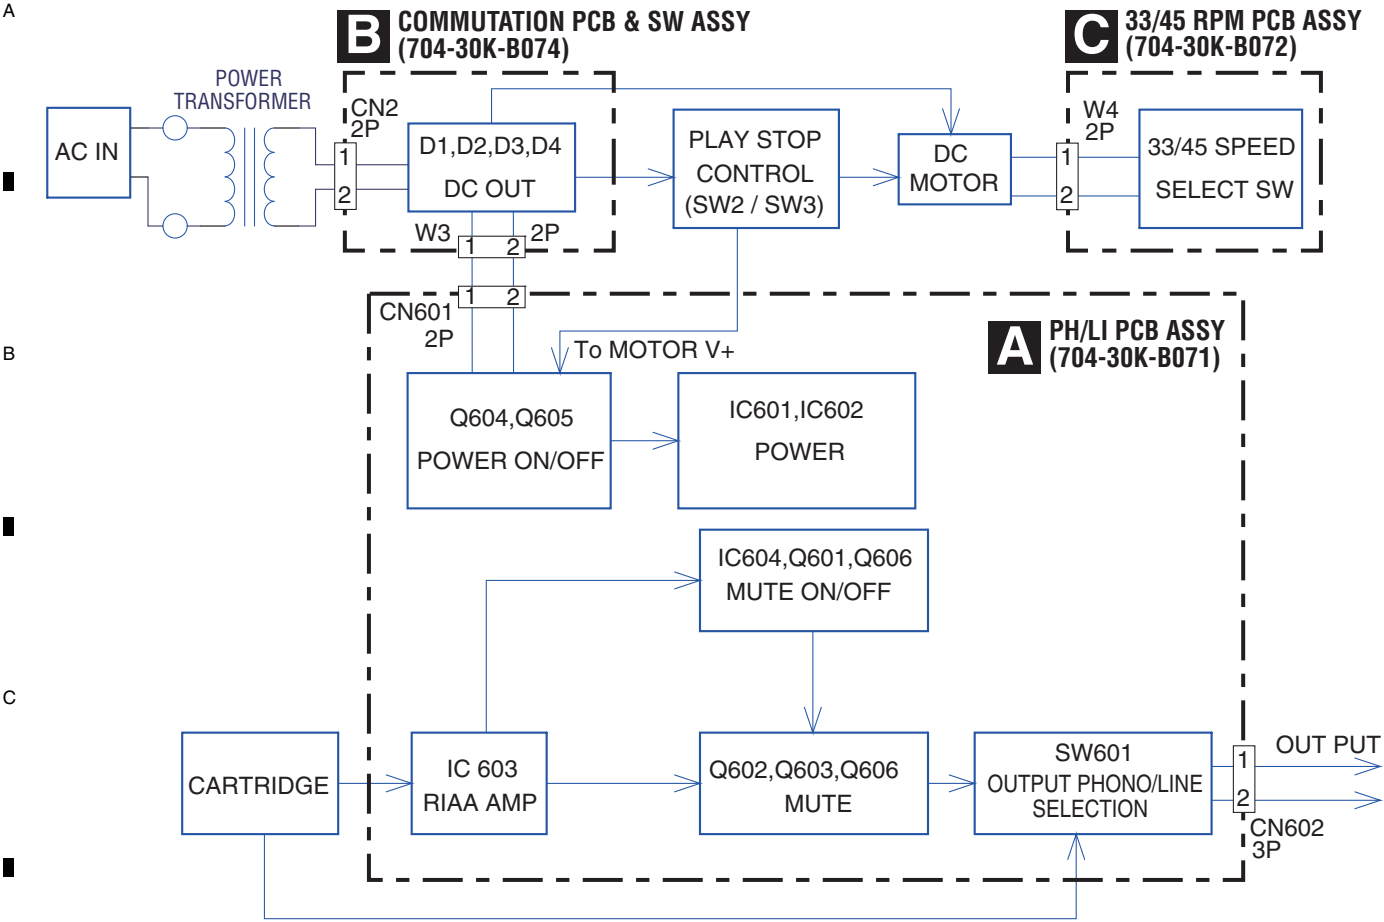 A
B
COMMUTATION PCB & SW ASSY
(704-30K-B074)
C
33/45 RPM PCB ASSY
(704-30K-B072)
POWER
TRANSFORMER
AC IN
CN2
2P
1
2
D1,D2,D3,D4
DC OUT
PLAY STOP
CONTROL
(SW2 / SW3)
DC
MOTOR
W4
2P
1
2
33/45 SPEED
SELECT SW
W3
1
2
2P
CN601
2P
1
2
A
PH/LI PCB ASSY
(704-30K-B071)
B
To MOTOR V+
Q604,Q605
POWER ON/OFF
IC601,IC602
POWER
IC604,Q601,Q606
MUTE ON/OFF
C
CARTRIDGE
IC 603
RIAA AMP
Q602,Q603,Q606
MUTE
SW601
OUTPUT PHONO/LINE
SELECTION
1
2
OUT PUT
CN602
3P